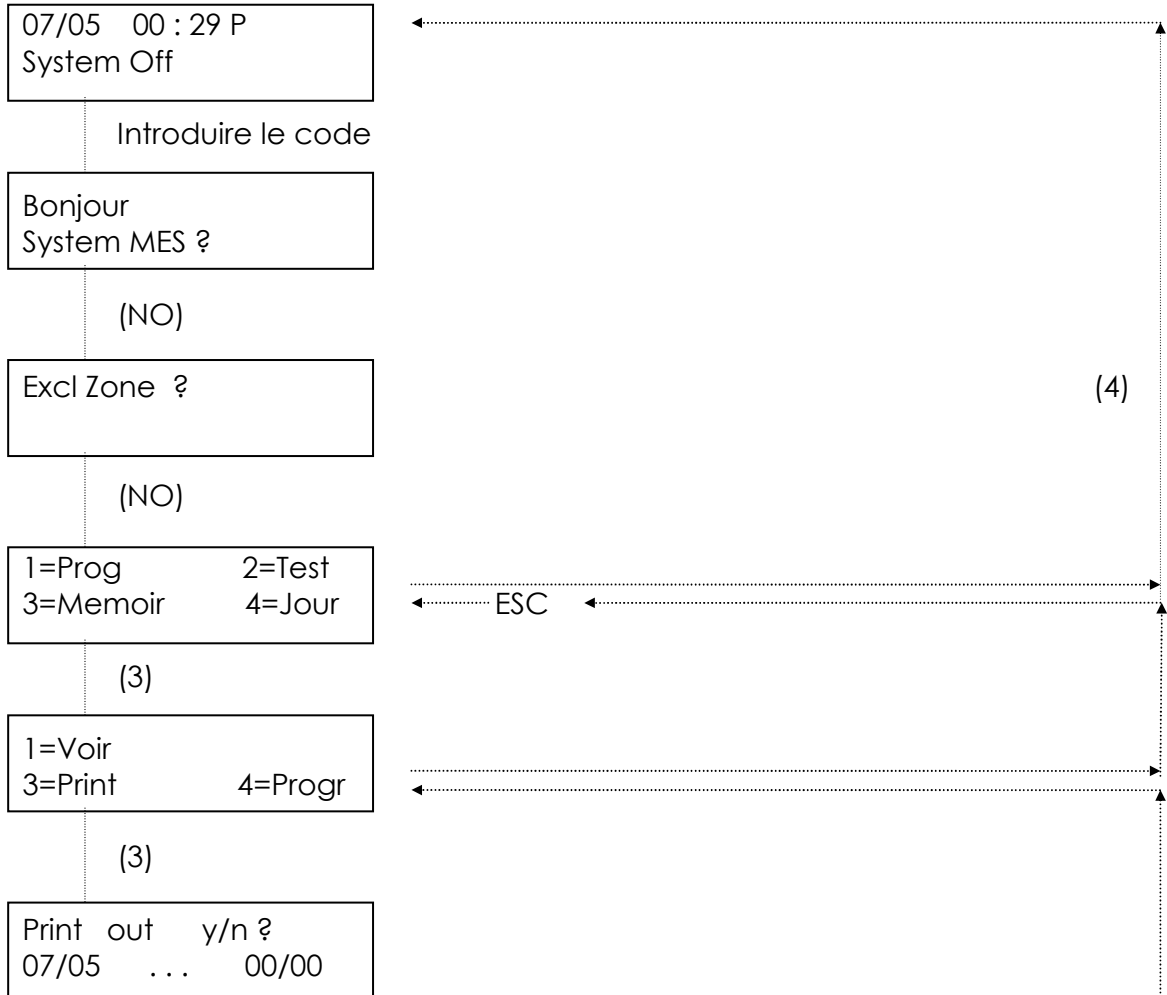 07/05 00 : 29 P
System Off
Introduire le code
Bonjour
System MES ?
(NO)
Excl Zone ?
(4)
(NO)
1=Prog 2=Test
3=Memoir 4=Jour
ESC
(3)
1=Voir
3=Print 4=Progr
(3)
Print out y/n ?
07/05 . . . 00/00